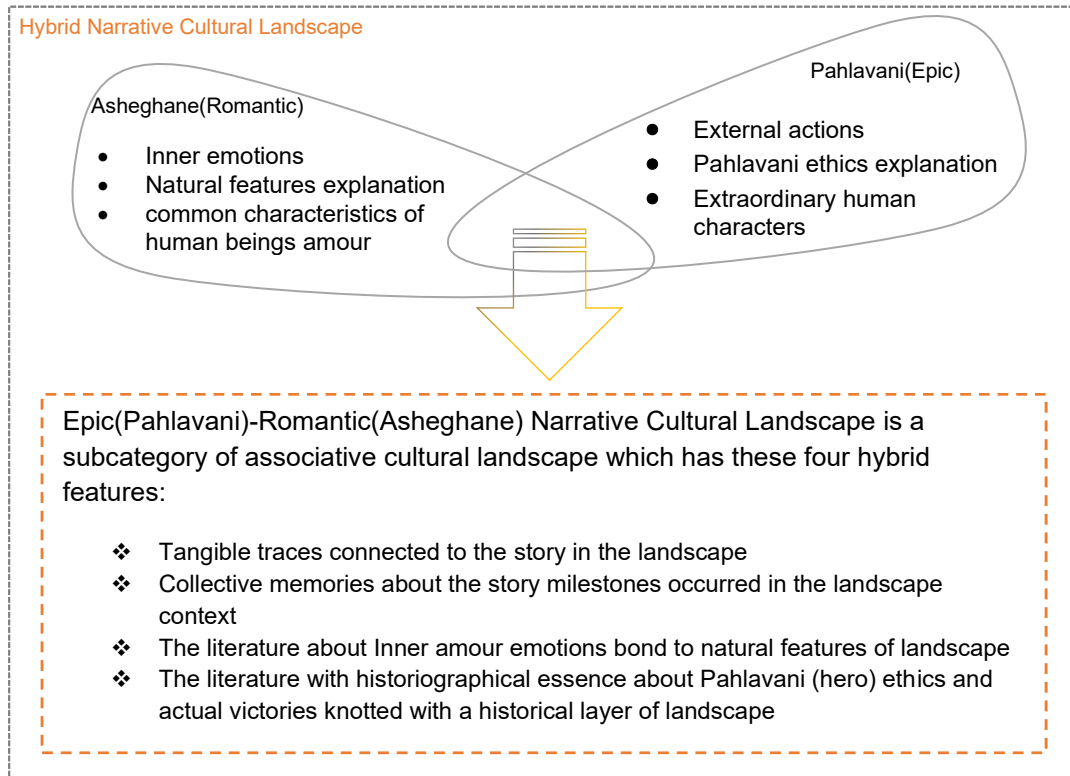 Hybrid Narrative Cultural Landscape
Asheghane(Romantic)
● Inner emotions
● Natural features explanation
● common characteristics of
human beings amour
Pahlavani(Epic)
● External actions
● Pahlavani ethics explanation
● Extraordinary human
characters
Epic(Pahlavani)-Romantic(Asheghane) Narrative Cultural Landscape is a
subcategory of associative cultural landscape which has these four hybrid
features:
❖ Tangible traces connected to the story in the landscape
❖ Collective memories about the story milestones occurred in the landscape
context
❖ The literature about Inner amour emotions bond to natural features of landscape
❖ The literature with historiographical essence about Pahlavani (hero) ethics and
actual victories knotted with a historical layer of landscape